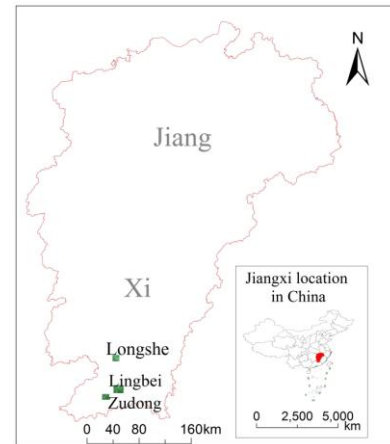 N
Jiang
Xi
Jiangxi location
in China
Longshe
Lingbei
Zudong
0 40 80 160km
0 2,500 5,000
km